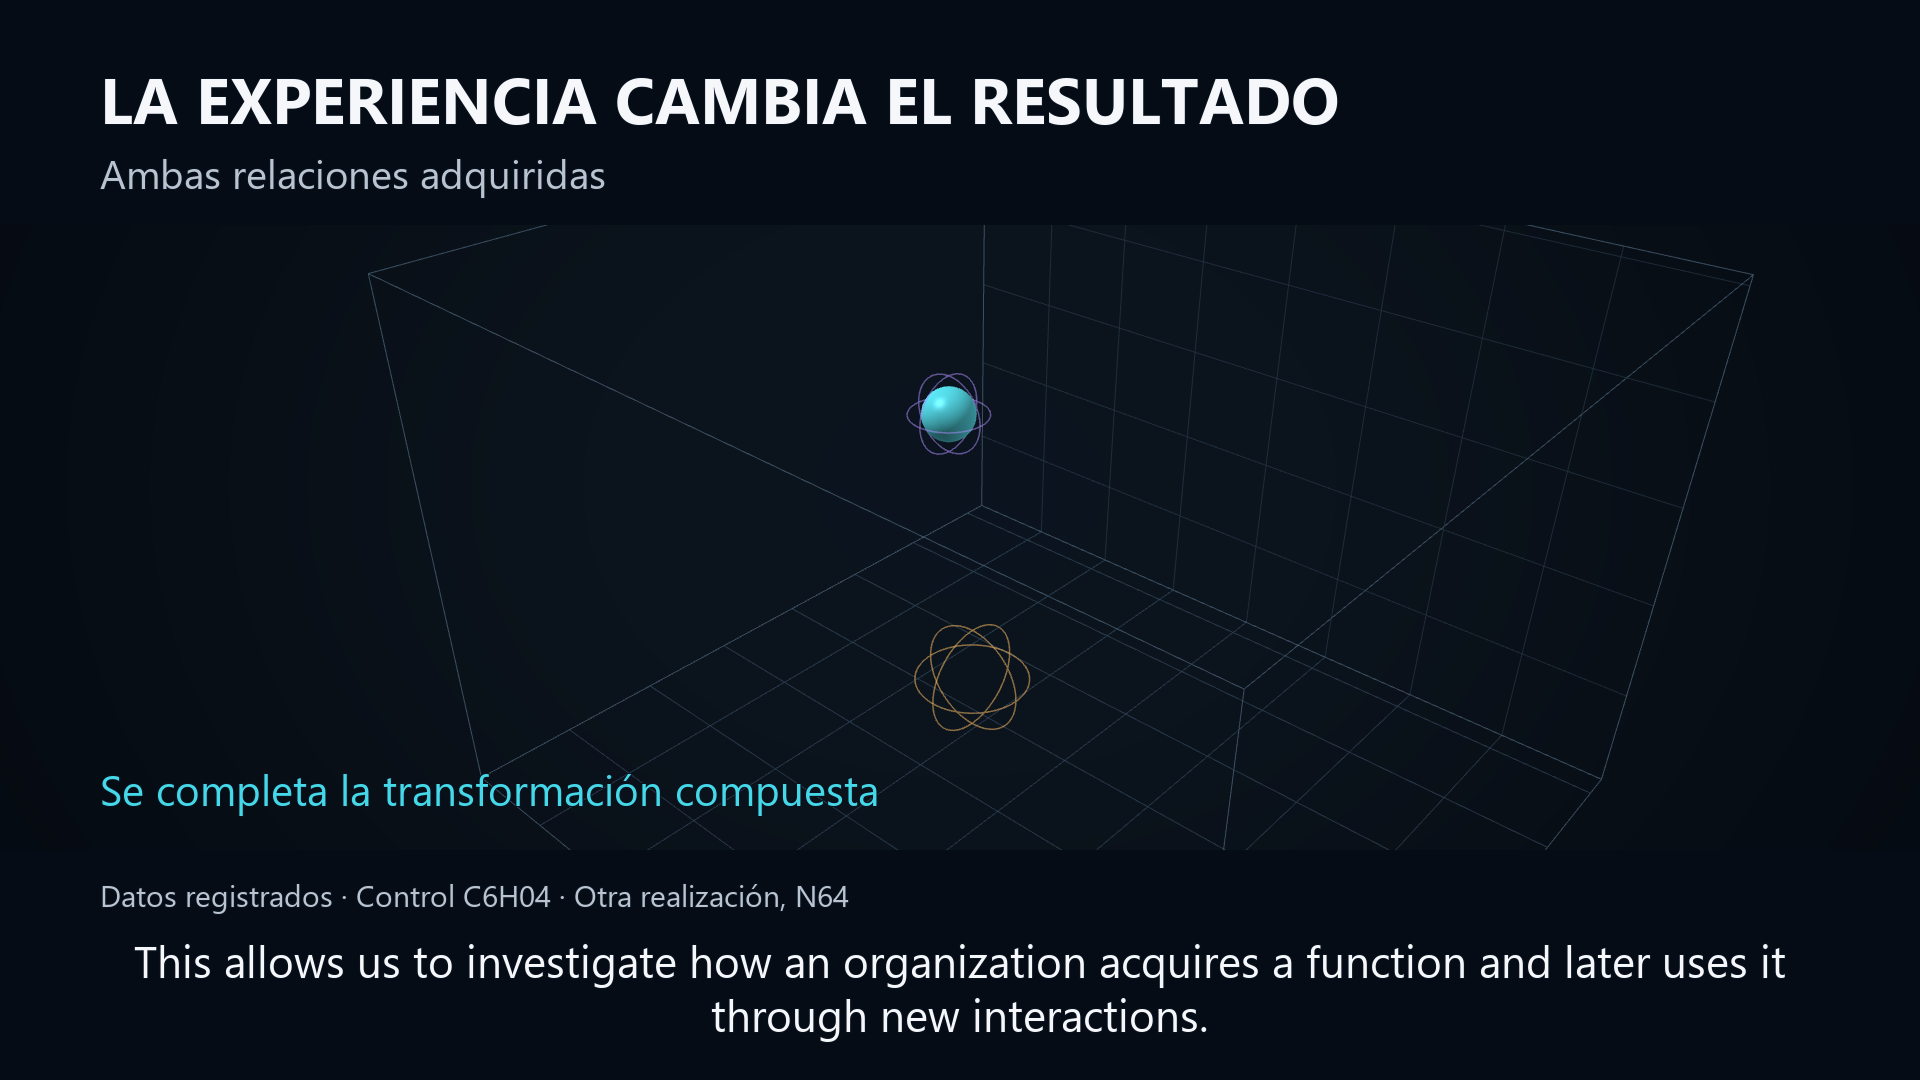 LA EXPERIENCIA CAMBIA EL RESULTADO
Ambas relaciones adquiridas
Se completa la transformación compuesta
Datos registrados · Control C6H04 · Otra realización, N64
This allows us to investigate how an organization acquires a function and later uses it
through new interactions.